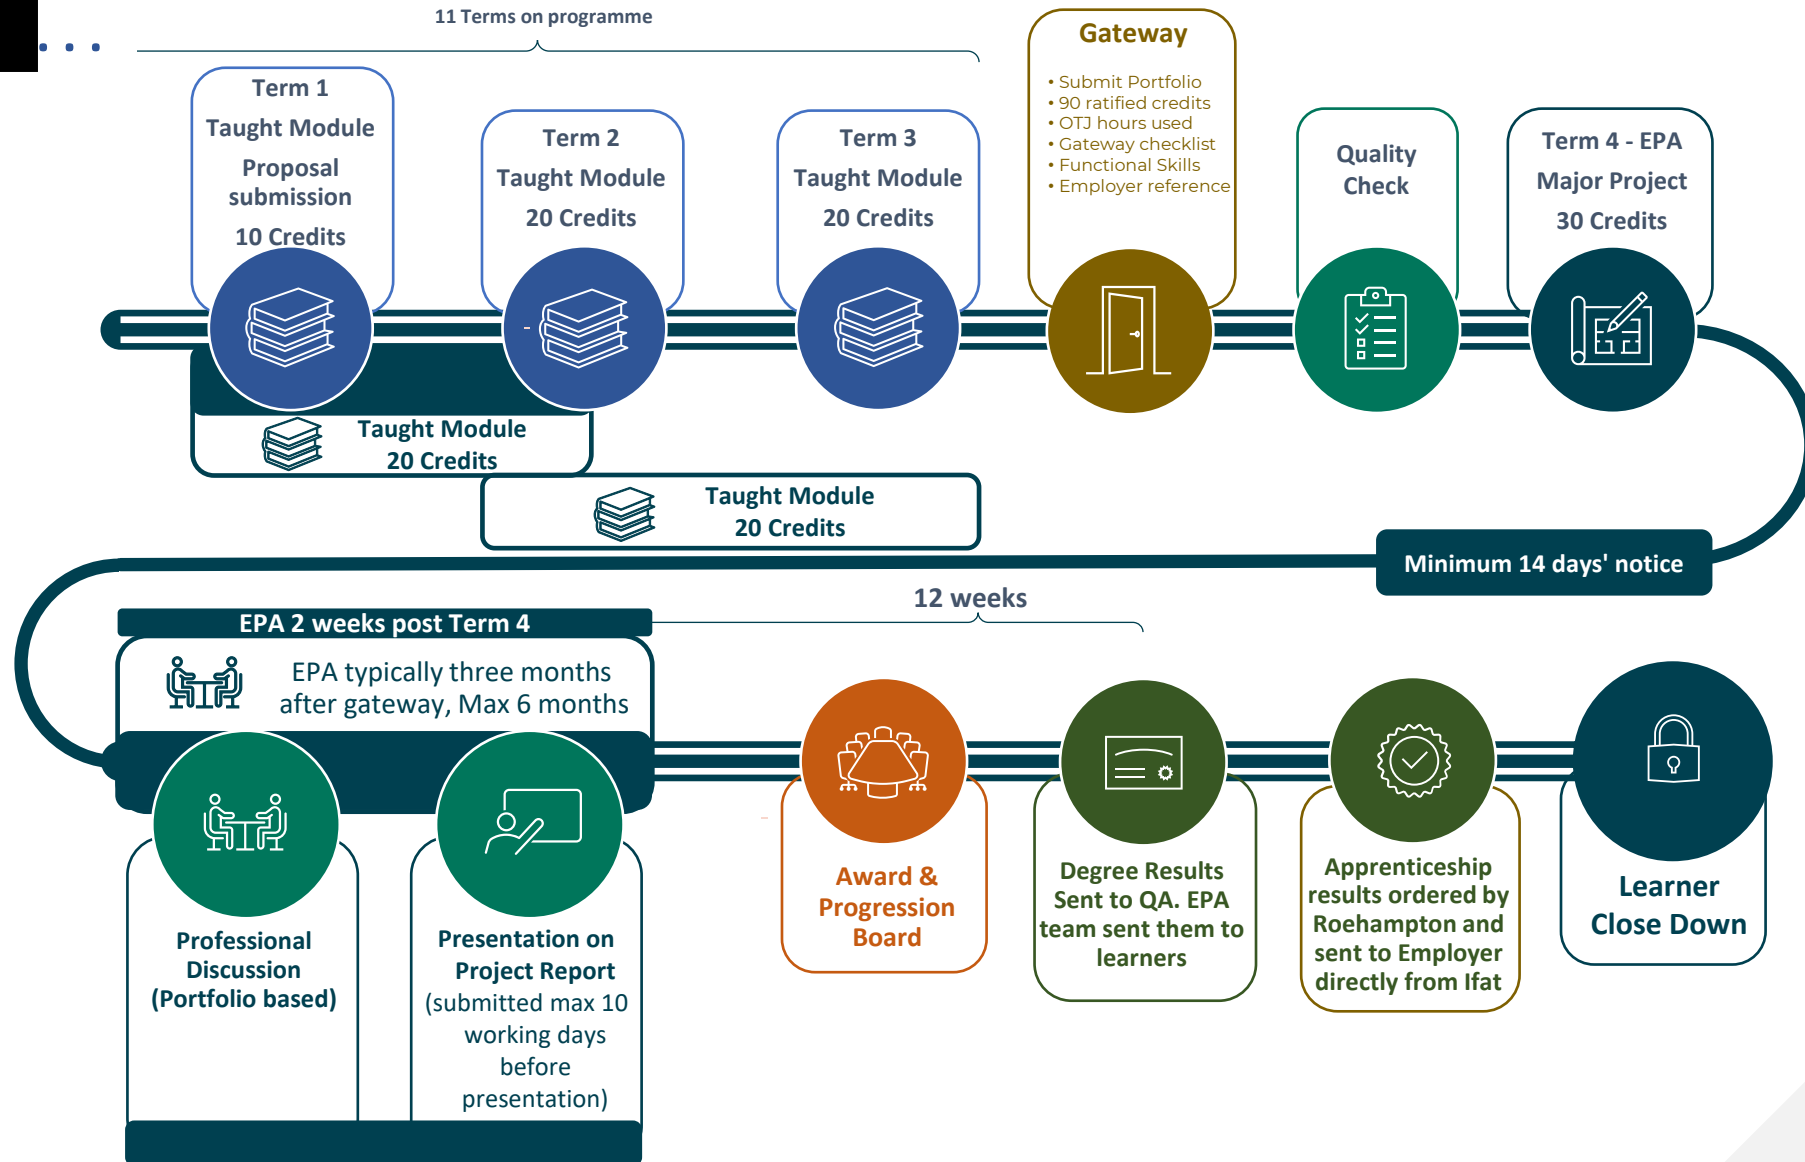 11 Terms on programme
Term 1
Taught Module
Proposal
submission
10 Credits
Term 2
Taught Module
20 Credits
Term 3
Taught Module
20 Credits
Gateway
• Submit Portfolio
• 90 ratified credits
• OTJ hours used
• Gateway checklist
• Functional Skills
• Employer reference
Quality
Check
Term 4 - EPA
Major Project
30 Credits
Taught Module
20 Credits
Taught Module
20 Credits
Minimum 14 days' notice
EPA 2 weeks post Term 4
EPA typically three months
after gateway, Max 6 months
12 weeks
Professional
Discussion
(Portfolio based)
Presentation on
Project Report
(submitted max 10
working days
before
presentation)
Award &
Progression
Board
Degree Results
Sent to QA. EPA
team sent them to
learners
Apprenticeship
results ordered by
Roehampton and
sent to Employer
directly from Ifat
Learner
Close Down